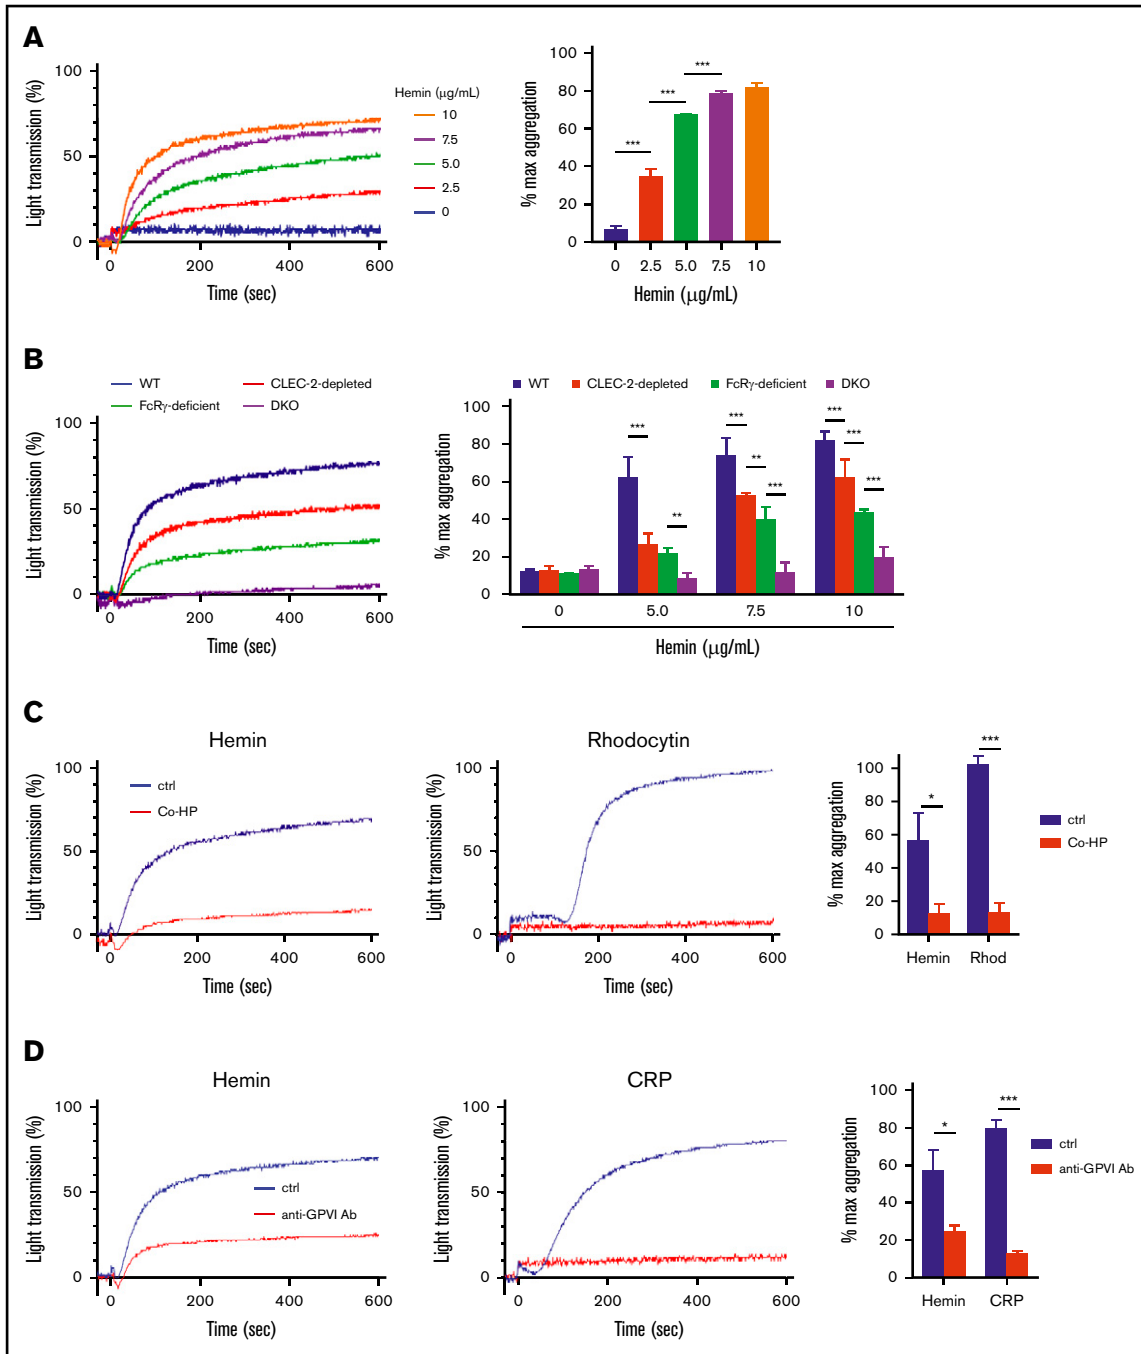 A
Light transmission (%)
100
50
0
0 200 400 600
Time (sec)
Hemin (μg/mL)
10
7.5
5.0
2.5
0
% max aggregation
100
80
60
40
20
0
*** *** ***
0 2.5 5.0 7.5 10
Hemin (μg/mL)
B
WT CLEC-2-depleted
FcRγ-deficient DKO
Light transmission (%)
100
50
0
0 200 400 600
Time (sec)
WT CLEC-2-depleted FcRγ-deficient DKO
% max aggregation
100
80
60
40
20
0
*** ** *** ** *** *** *** ***
0 5.0 7.5 10
Hemin (μg/mL)
C
Hemin
Light transmission (%)
100
50
0
ctrl
Co-HP
0 200 400 600
Time (sec)
Rhodocytin
Light transmission (%)
100
50
0
0 200 400 600
Time (sec)
% max aggregation
100
80
60
40
20
0
* ***
Hemin Rhod
ctrl
Co-HP
D
Hemin
Light transmission (%)
100
50
0
ctrl
anti-GPVI Ab
0 200 400 600
Time (sec)
CRP
Light transmission (%)
100
50
0
0 200 400 600
Time (sec)
% max aggregation
100
80
60
40
20
0
* ***
Hemin CRP
ctrl
anti-GPVI Ab